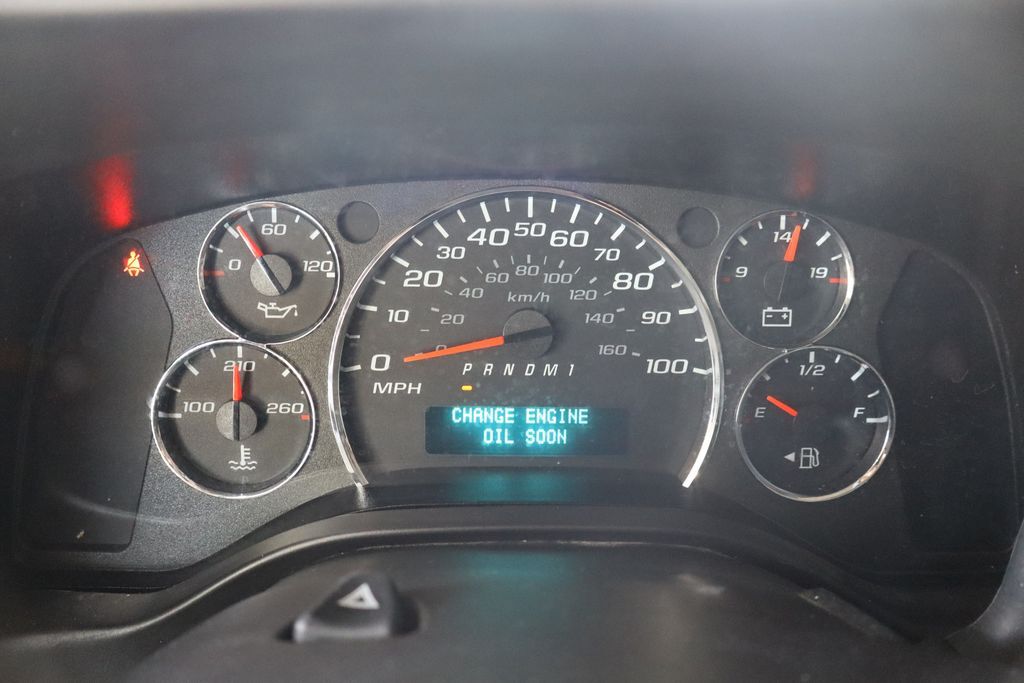 0 60 120
100 210 260
0 10 20 30 40 50 60 70 80 90 100
MPH
0 20 40 60 80 100 120 140 160
km/h
P R N D M 1
CHANGE ENGINE
OIL SOON
9 14 19
E 1/2 F